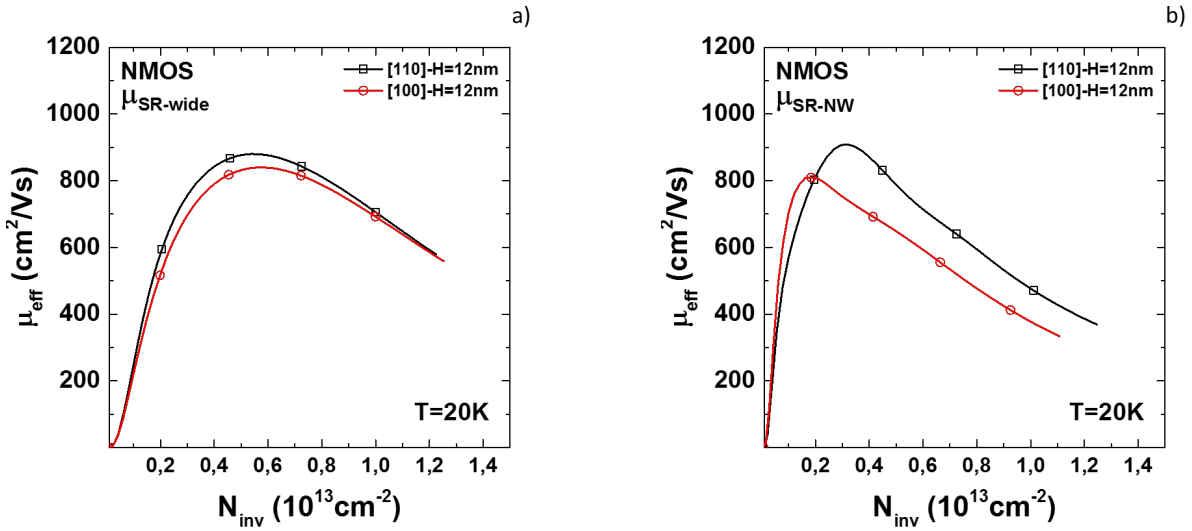 a)
NMOS
μSR-wide
[110]-H=12nm
[100]-H=12nm
1200
1000
800
600
400
200
μeff (cm²/Vs)
T=20K
0,2 0,4 0,6 0,8 1,0 1,2 1,4
Ninv (10¹³cm⁻²)
b)
NMOS
μSR-NW
[110]-H=12nm
[100]-H=12nm
1200
1000
800
600
400
200
μeff (cm²/Vs)
T=20K
0,2 0,4 0,6 0,8 1,0 1,2 1,4
Ninv (10¹³cm⁻²)